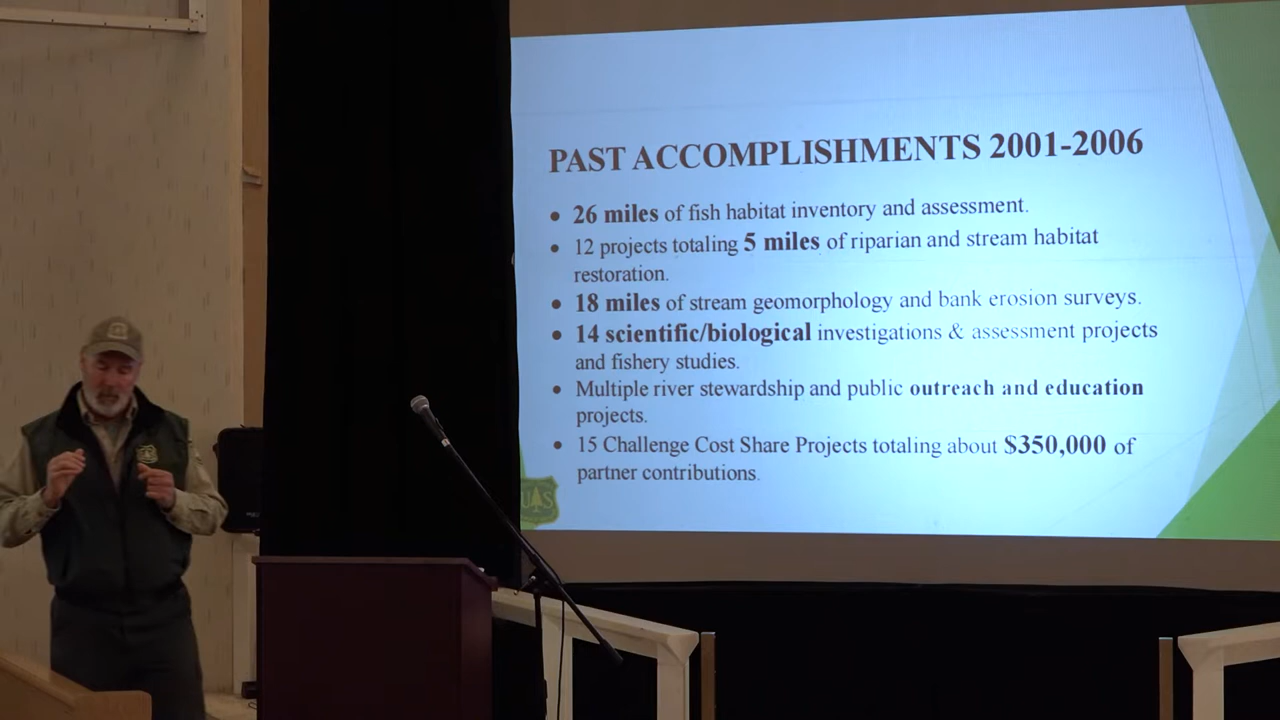 PAST ACCOMPLISHMENTS 2001-2006
• 26 miles of fish habitat inventory and assessment.
• 12 projects totaling 5 miles of riparian and stream habitat
restoration.
• 18 miles of stream geomorphology and bank erosion surveys.
• 14 scientific/biological investigations & assessment projects
and fishery studies.
• Multiple river stewardship and public outreach and education
projects.
• 15 Challenge Cost Share Projects totaling about $350,000 of
partner contributions.
UAS